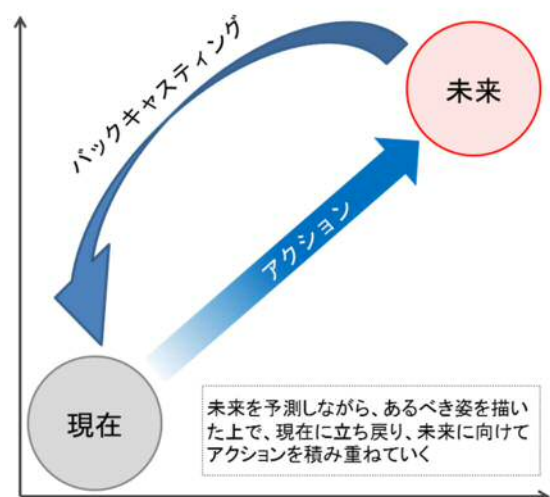 バックキャスティング
未来
アクション
現在
未来を予測しながら、あるべき姿を描い
た上で、現在に立ち戻り、未来に向けて
アクションを積み重ねていく